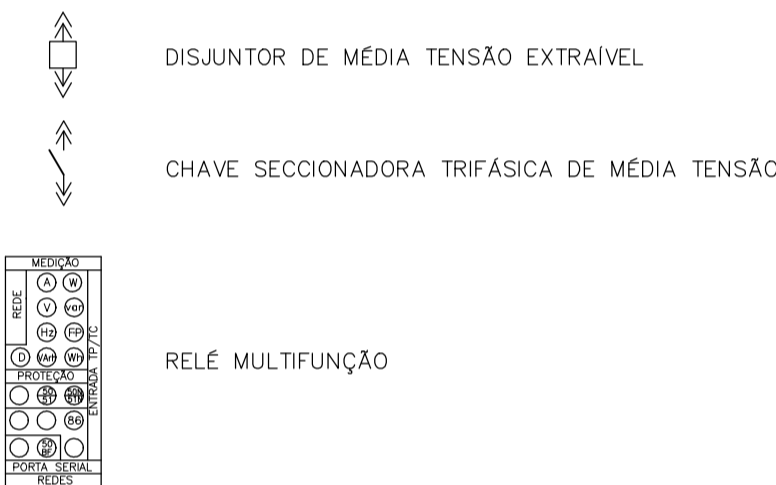 DISJUNTOR DE MÉDIA TENSÃO EXTRAÍVEL
CHAVE SECCIONADORA TRIFÁSICA DE MÉDIA TENSÃO
MEDIÇÃO
REDE
A W
V var
Hz FP
D VArh Wh
ENTRADA TP/TC
PROTEÇÃO
50 50N
51 51N
86
50
BF
PORTA SERIAL
REDES
RELÉ MULTIFUNÇÃO